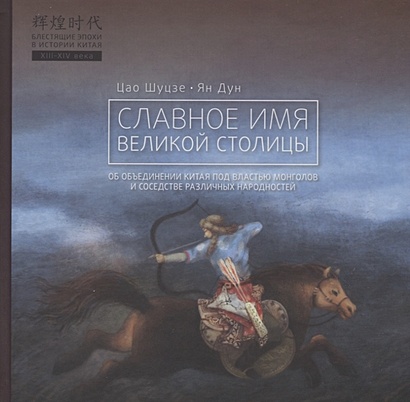 辉煌时代
БЛЕСТЯЩИЕ ЭПОХИ
В ИСТОРИИ КИТАЯ
XIII-XIV века
Цао Шуцзе • Ян Дун
СЛАВНОЕ ИМЯ
ВЕЛИКОЙ СТОЛИЦЫ
ОБ ОБЪЕДИНЕНИИ КИТАЯ ПОД ВЛАСТЬЮ МОНГОЛОВ
И СОСЕДСТВЕ РАЗЛИЧНЫХ НАРОДНОСТЕЙ